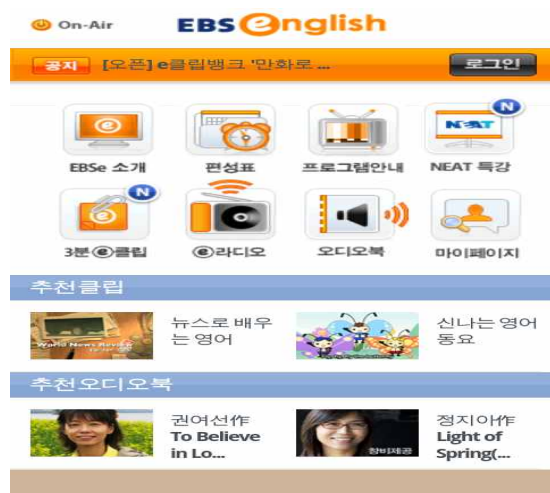 On-Air
EBS english
공지 [오픈] e클립뱅크 '만화로 ...
로그인
N
NEAT
EBSe 소개 편성표 프로그램안내 NEAT 특강
N
3분ⓔ클립 ⓔ라디오 오디오북 마이페이지
추천클립
World News Review
뉴스로 배우
는 영어
신나는 영어
동요
추천오디오북
권여선作
To Believe
in Lo...
창비제공
정지아作
Light of
Spring(...